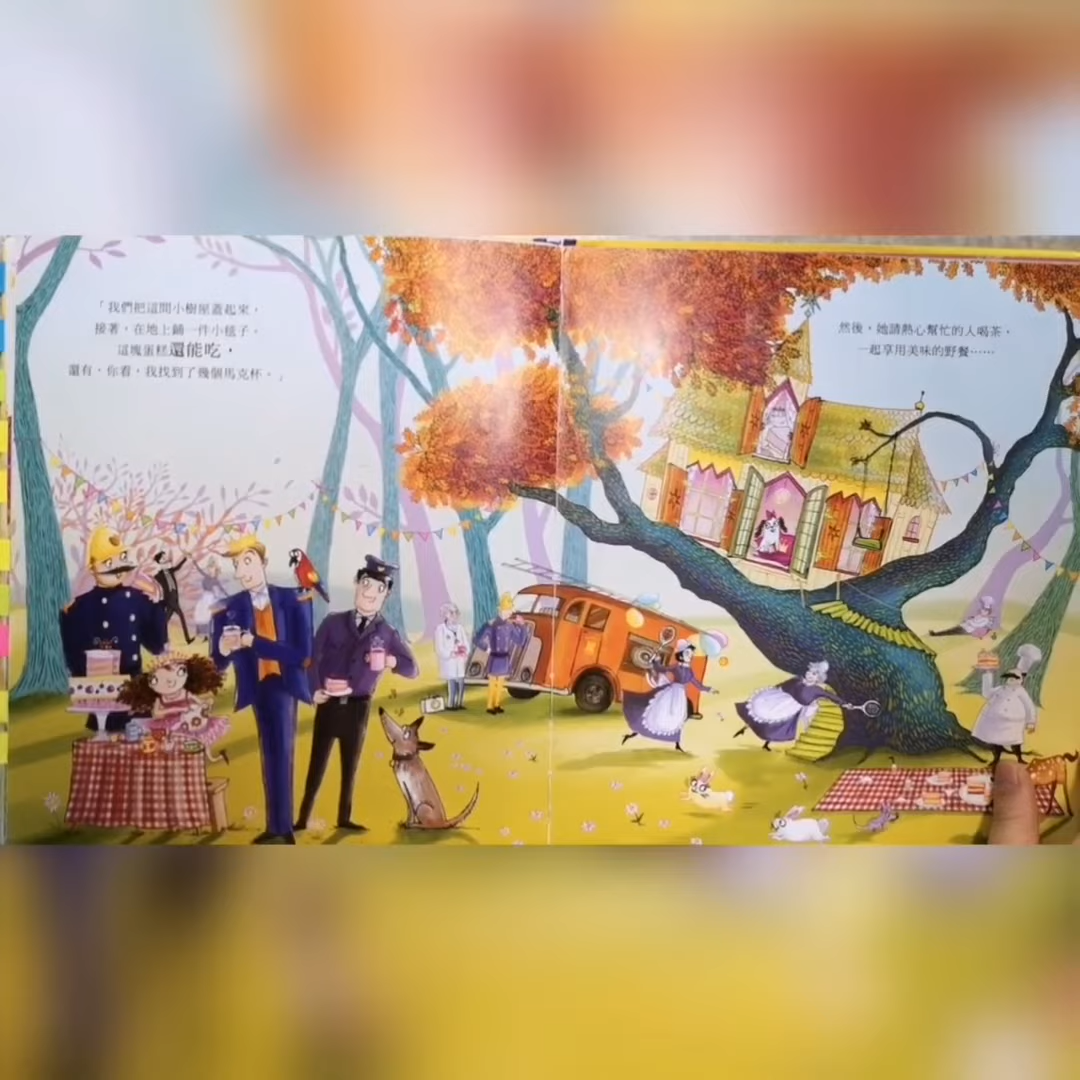 「我們把這間小樹屋蓋起來，
接著，在地上鋪一件小毯子。
這塊蛋糕還能吃，
還有，你看，我找到了幾個馬克杯。」
然後，她請熱心幫忙的人喝茶，
一起享用美味的野餐⋯⋯